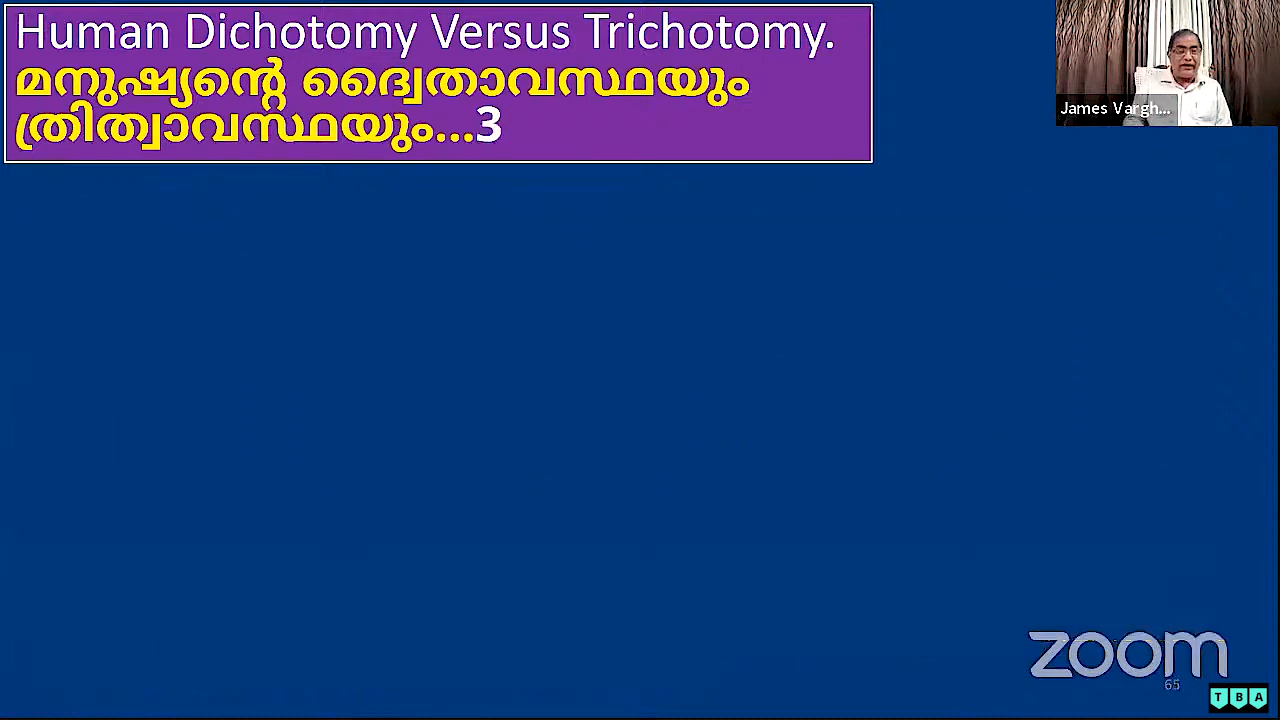 Human Dichotomy Versus Trichotomy.
മനുഷ്യന്റെ ദ്വൈതാവസ്ഥയും
ത്രിത്വാവസ്ഥയും...3
James Vargh...
zoom
65
T B A